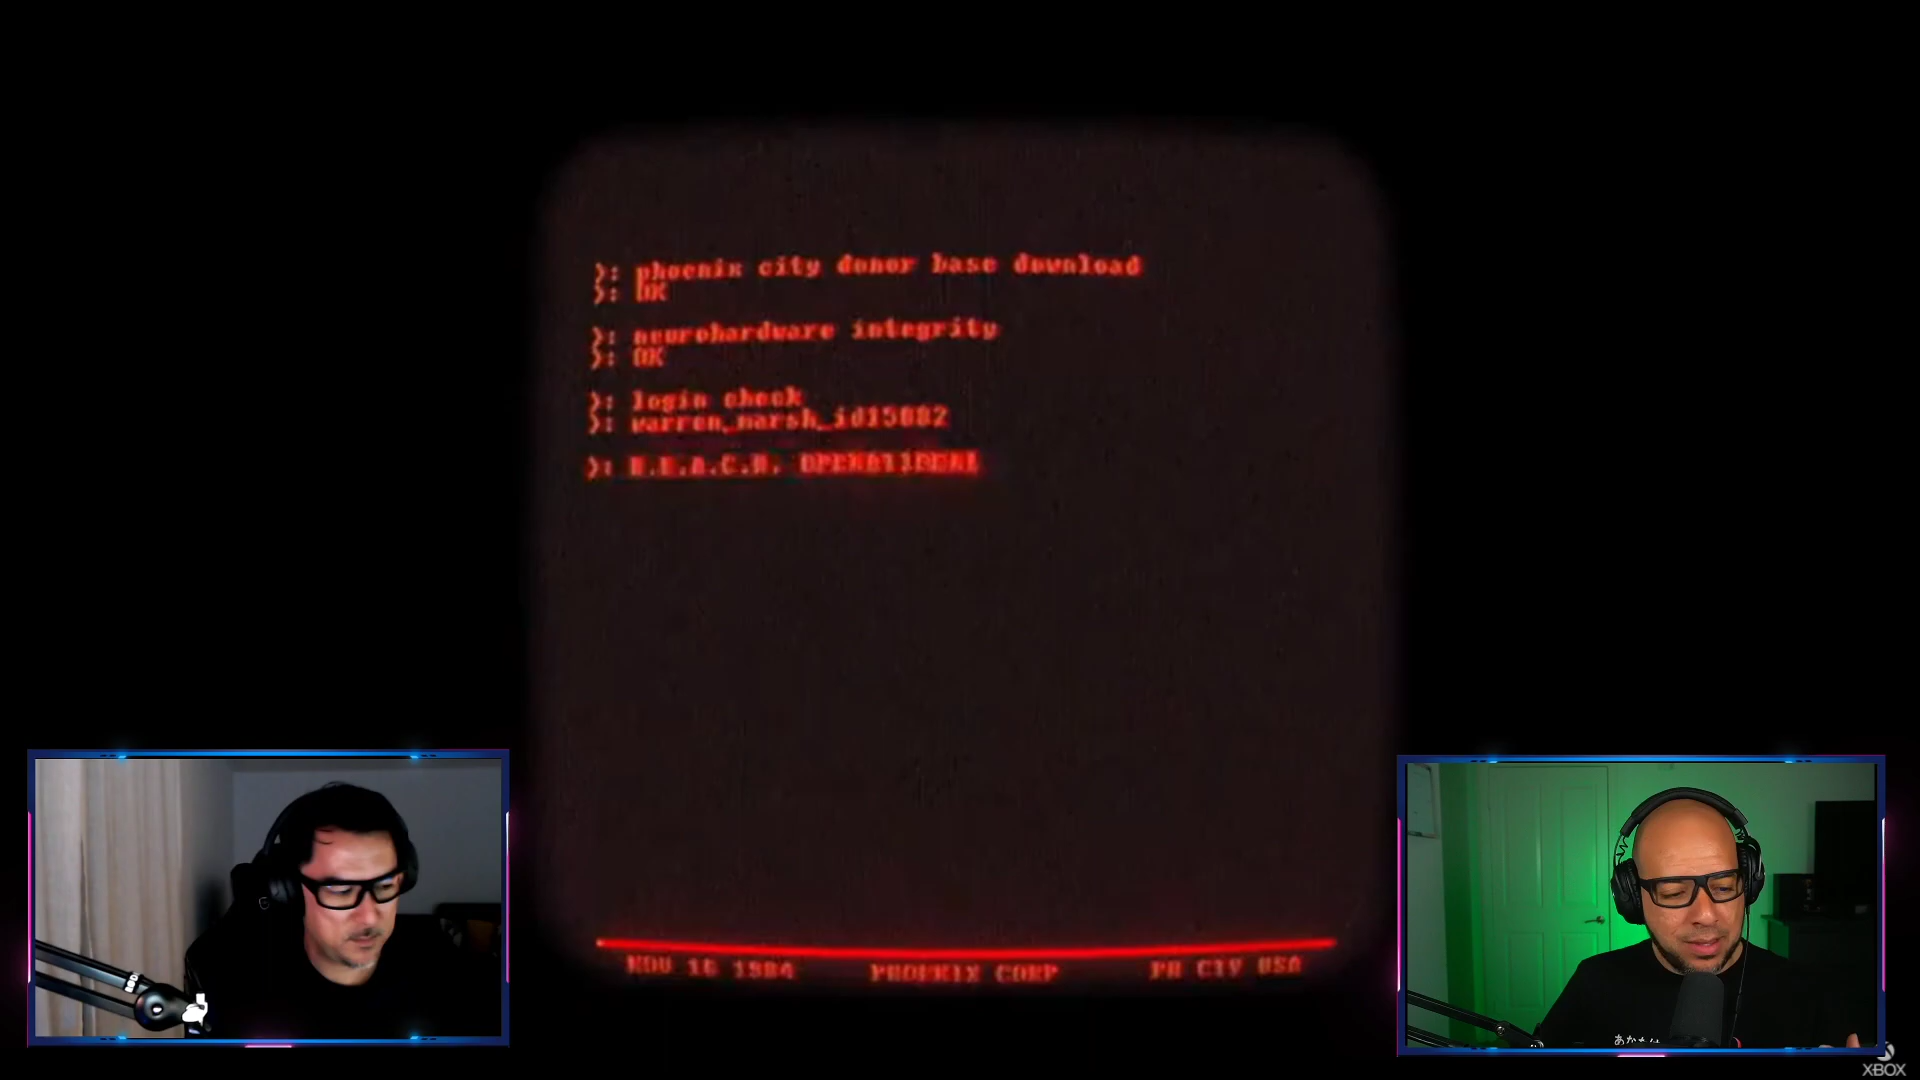 }: phoenix city donor base download
}: OK
}: neurohardware integrity
}: OK
}: login check
}: warren_marsh_id15882
}: OPERATIONAL
NOV 16 1984 PHOENIX CORP PH CIY USA
XBOX